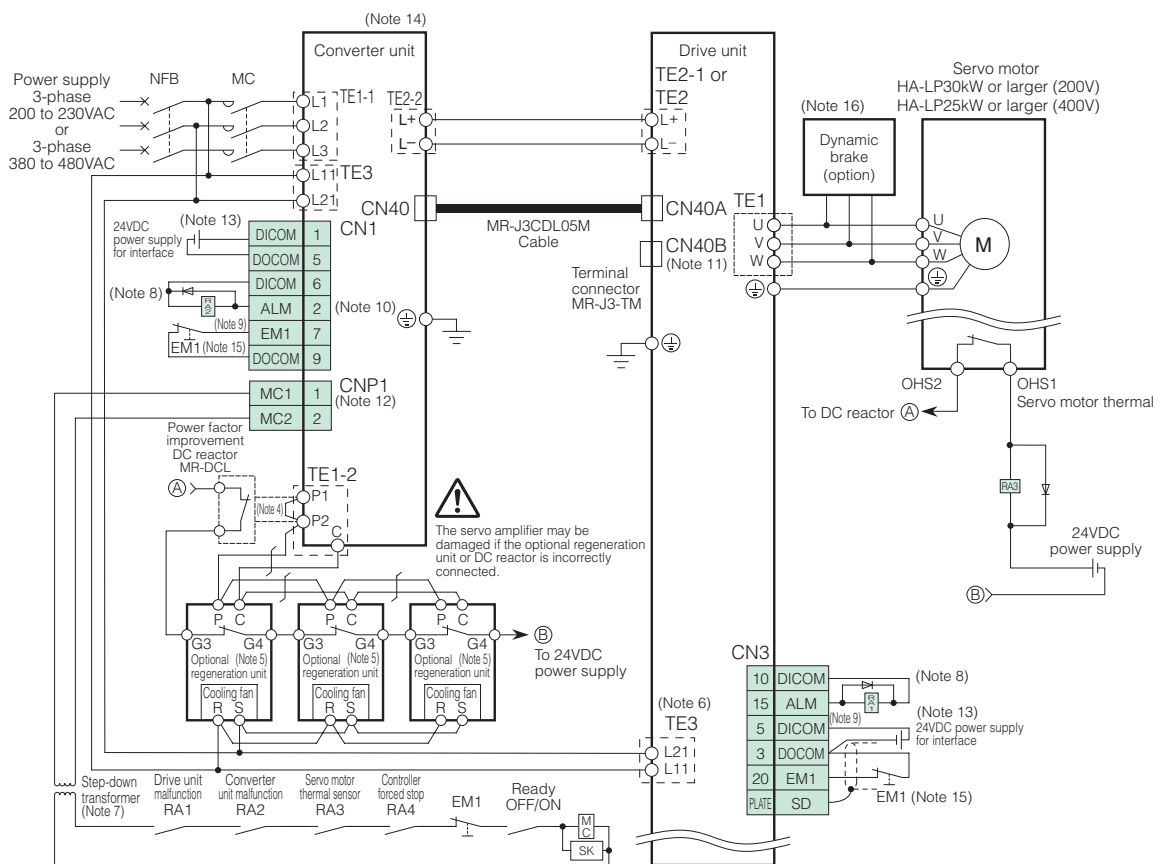 (Note 14)
Converter unit
Drive unit
Power supply
3-phase
200 to 230VAC
or
3-phase
380 to 480VAC
NFB
MC
L1
L2
L3
TE1-1
L11
L21
TE3
TE2-2
L+
L−
TE2-1 or
TE2
L+
L−
Servo motor
HA-LP30kW or larger (200V)
HA-LP25kW or larger (400V)
(Note 16)
Dynamic
brake
(option)
CN40
MR-J3CDL05M
Cable
CN40A
CN40B
(Note 11)
Terminal
connector
MR-J3-TM
TE1
U
V
W
U
V
W
M
24VDC
power supply
for interface
(Note 13)
CN1
DICOM 1
DOCOM 5
DICOM 6
ALM 2
EM1 7
DOCOM 9
(Note 8)
RA2
(Note 10)
(Note 9)
EM1 (Note 15)
CNP1
(Note 12)
MC1 1
MC2 2
OHS2
OHS1
Servo motor thermal
To DC reactor A
RA3
24VDC
power supply
B
Power factor
improvement
DC reactor
MR-DCL
A
(Note 4)
TE1-2
P1
P2
C
The servo amplifier may be
damaged if the optional regeneration
unit or DC reactor is incorrectly
connected.
P C
P C
P C
G3 G4
G3 G4
G3 G4
Optional (Note 5)
regeneration unit
Optional (Note 5)
regeneration unit
Optional (Note 5)
regeneration unit
Cooling fan
R S
Cooling fan
R S
Cooling fan
R S
B
To 24VDC
power supply
(Note 6)
TE3
L21
L11
CN3
10 DICOM
15 ALM
5 DICOM
3 DOCOM
20 EM1
PLATE SD
(Note 8)
RA1
(Note 9)
(Note 13)
24VDC power supply
for interface
EM1 (Note 15)
Step-down
transformer
(Note 7)
Drive unit
malfunction
RA1
Converter
unit malfunction
RA2
Servo motor
thermal sensor
RA3
Controller
forced stop
RA4
EM1
Ready
OFF/ON
MC
SK